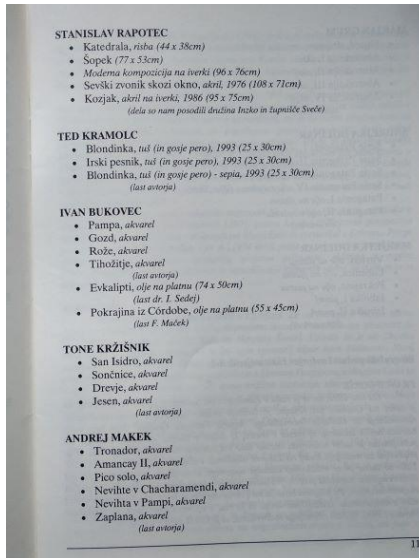 STANISLAV RAPOTEC
• Katedrala, risba (44 x 38cm)
• Šopek (77 x 53cm)
• Moderna kompozicija na iverki (96 x 76cm)
• Sevški zvonik skozi okno, akril, 1976 (108 x 71cm)
• Kozjak, akril na iverki, 1986 (95 x 75cm)
(dela so nam posodili družina Inzko in župnišče Sveče)
TED KRAMOLC
• Blondinka, tuš (in gosje pero), 1993 (25 x 30cm)
• Irski pesnik, tuš (in gosje pero), 1993 (25 x 30cm)
• Blondinka, tuš (in gosje pero) - sepia, 1993 (25 x 30cm)
(last avtorja)
IVAN BUKOVEC
• Pampa, akvarel
• Gozd, akvarel
• Rože, akvarel
• Tihožitje, akvarel
(last avtorja)
• Evkalipti, olje na platnu (74 x 50cm)
(last dr. I. Sedej)
• Pokrajina iz Córdobe, olje na platnu (55 x 45cm)
(last F. Maček)
TONE KRŽIŠNIK
• San Isidro, akvarel
• Sončnice, akvarel
• Drevje, akvarel
• Jesen, akvarel
(last avtorja)
ANDREJ MAKEK
• Tronador, akvarel
• Amancay II, akvarel
• Pico solo, akvarel
• Nevihte v Chacharamendi, akvarel
• Nevihta v Pampi, akvarel
• Zaplana, akvarel
(last avtorja)
11